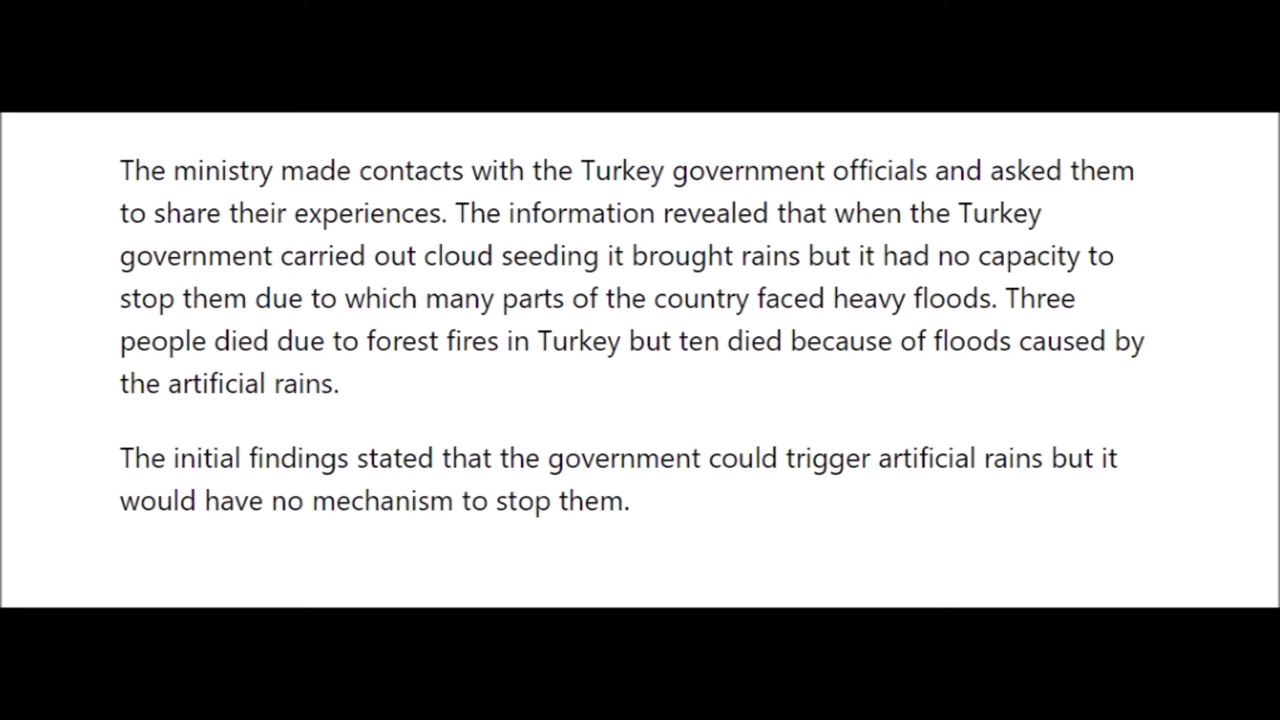 The ministry made contacts with the Turkey government officials and asked them
to share their experiences. The information revealed that when the Turkey
government carried out cloud seeding it brought rains but it had no capacity to
stop them due to which many parts of the country faced heavy floods. Three
people died due to forest fires in Turkey but ten died because of floods caused by
the artificial rains.
The initial findings stated that the government could trigger artificial rains but it
would have no mechanism to stop them.